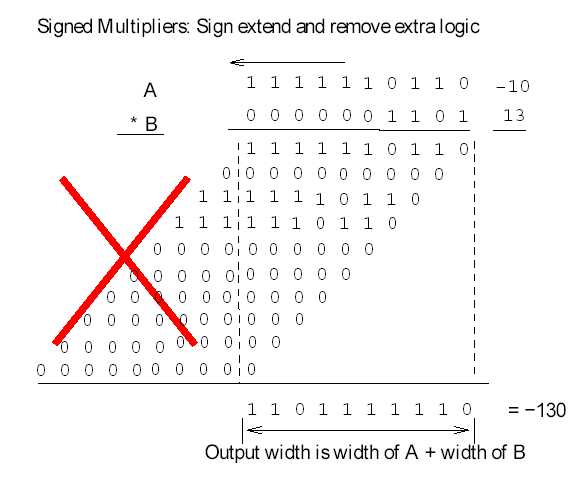 Signed Multipliers: Sign extend and remove extra logic
A 1 1 1 1 1 1 0 1 1 0 −10
* B 0 0 0 0 0 0 1 1 0 1 13
1 1 1 1 1 1 0 1 1 0
0 0 0 0 0 0 0 0 0 0
1 1 1 1 1 1 0 1 1 0
1 1 1 1 1 1 0 1 1 0
0 0 0 0 0 0 0 0 0 0
0 0 0 0 0 0 0 0 0 0
0 0 0 0 0 0 0 0 0 0
0 0 0 0 0 0 0 0 0 0
0 0 0 0 0 0 0 0 0 0
0 0 0 0 0 0 0 0 0 0
1 1 0 1 1 1 1 1 1 0 = −130
Output width is width of A + width of B